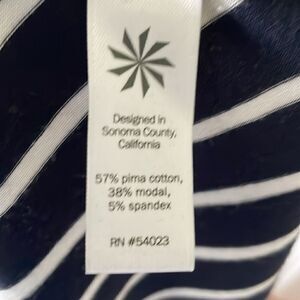 Designed in
Sonoma County,
California
57% pima cotton,
38% modal,
5% spandex
RN #54023